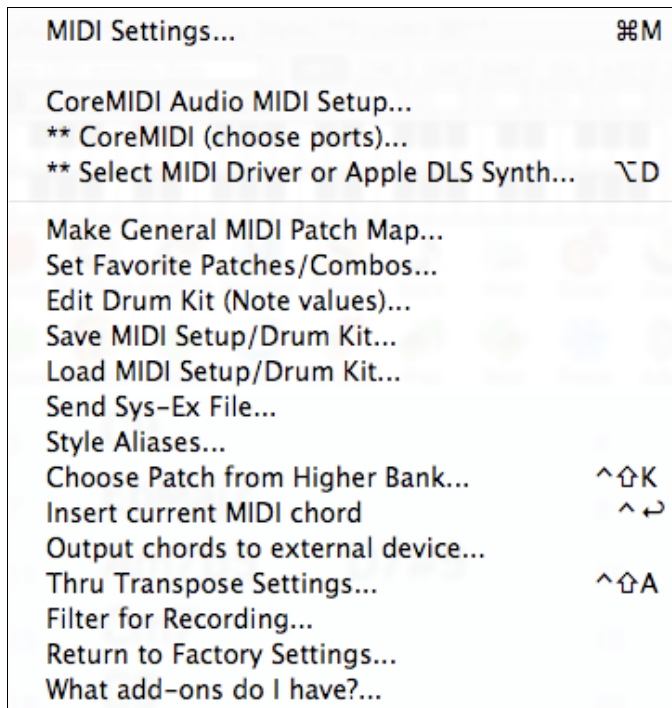 MIDI Settings... ⌘M
CoreMIDI Audio MIDI Setup...
** CoreMIDI (choose ports)...
** Select MIDI Driver or Apple DLS Synth... ⌥D
Make General MIDI Patch Map...
Set Favorite Patches/Combos...
Edit Drum Kit (Note values)...
Save MIDI Setup/Drum Kit...
Load MIDI Setup/Drum Kit...
Send Sys-Ex File...
Style Aliases...
Choose Patch from Higher Bank... ^⇧K
Insert current MIDI chord ^↩
Output chords to external device...
Thru Transpose Settings... ^⇧A
Filter for Recording...
Return to Factory Settings...
What add-ons do I have?...